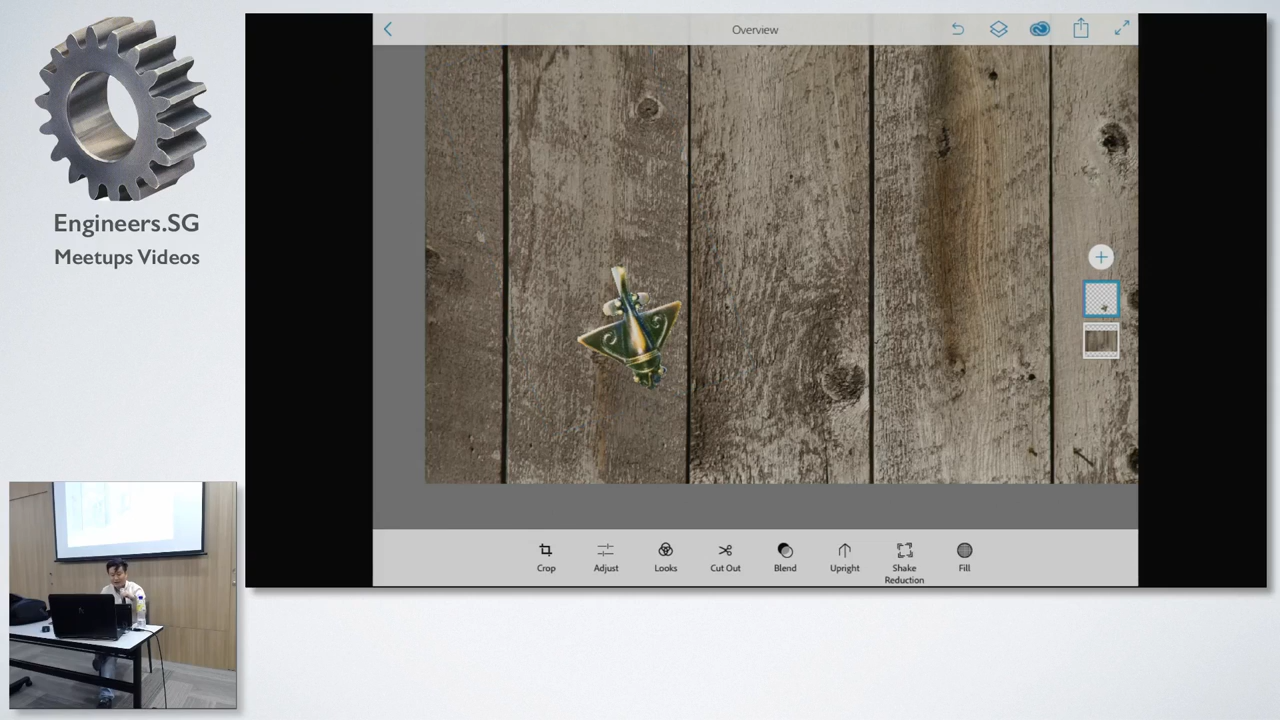 Engineers.SG
Meetups Videos
Overview
Crop
Adjust
Looks
Cut Out
Blend
Upright
Shake
Reduction
Fill